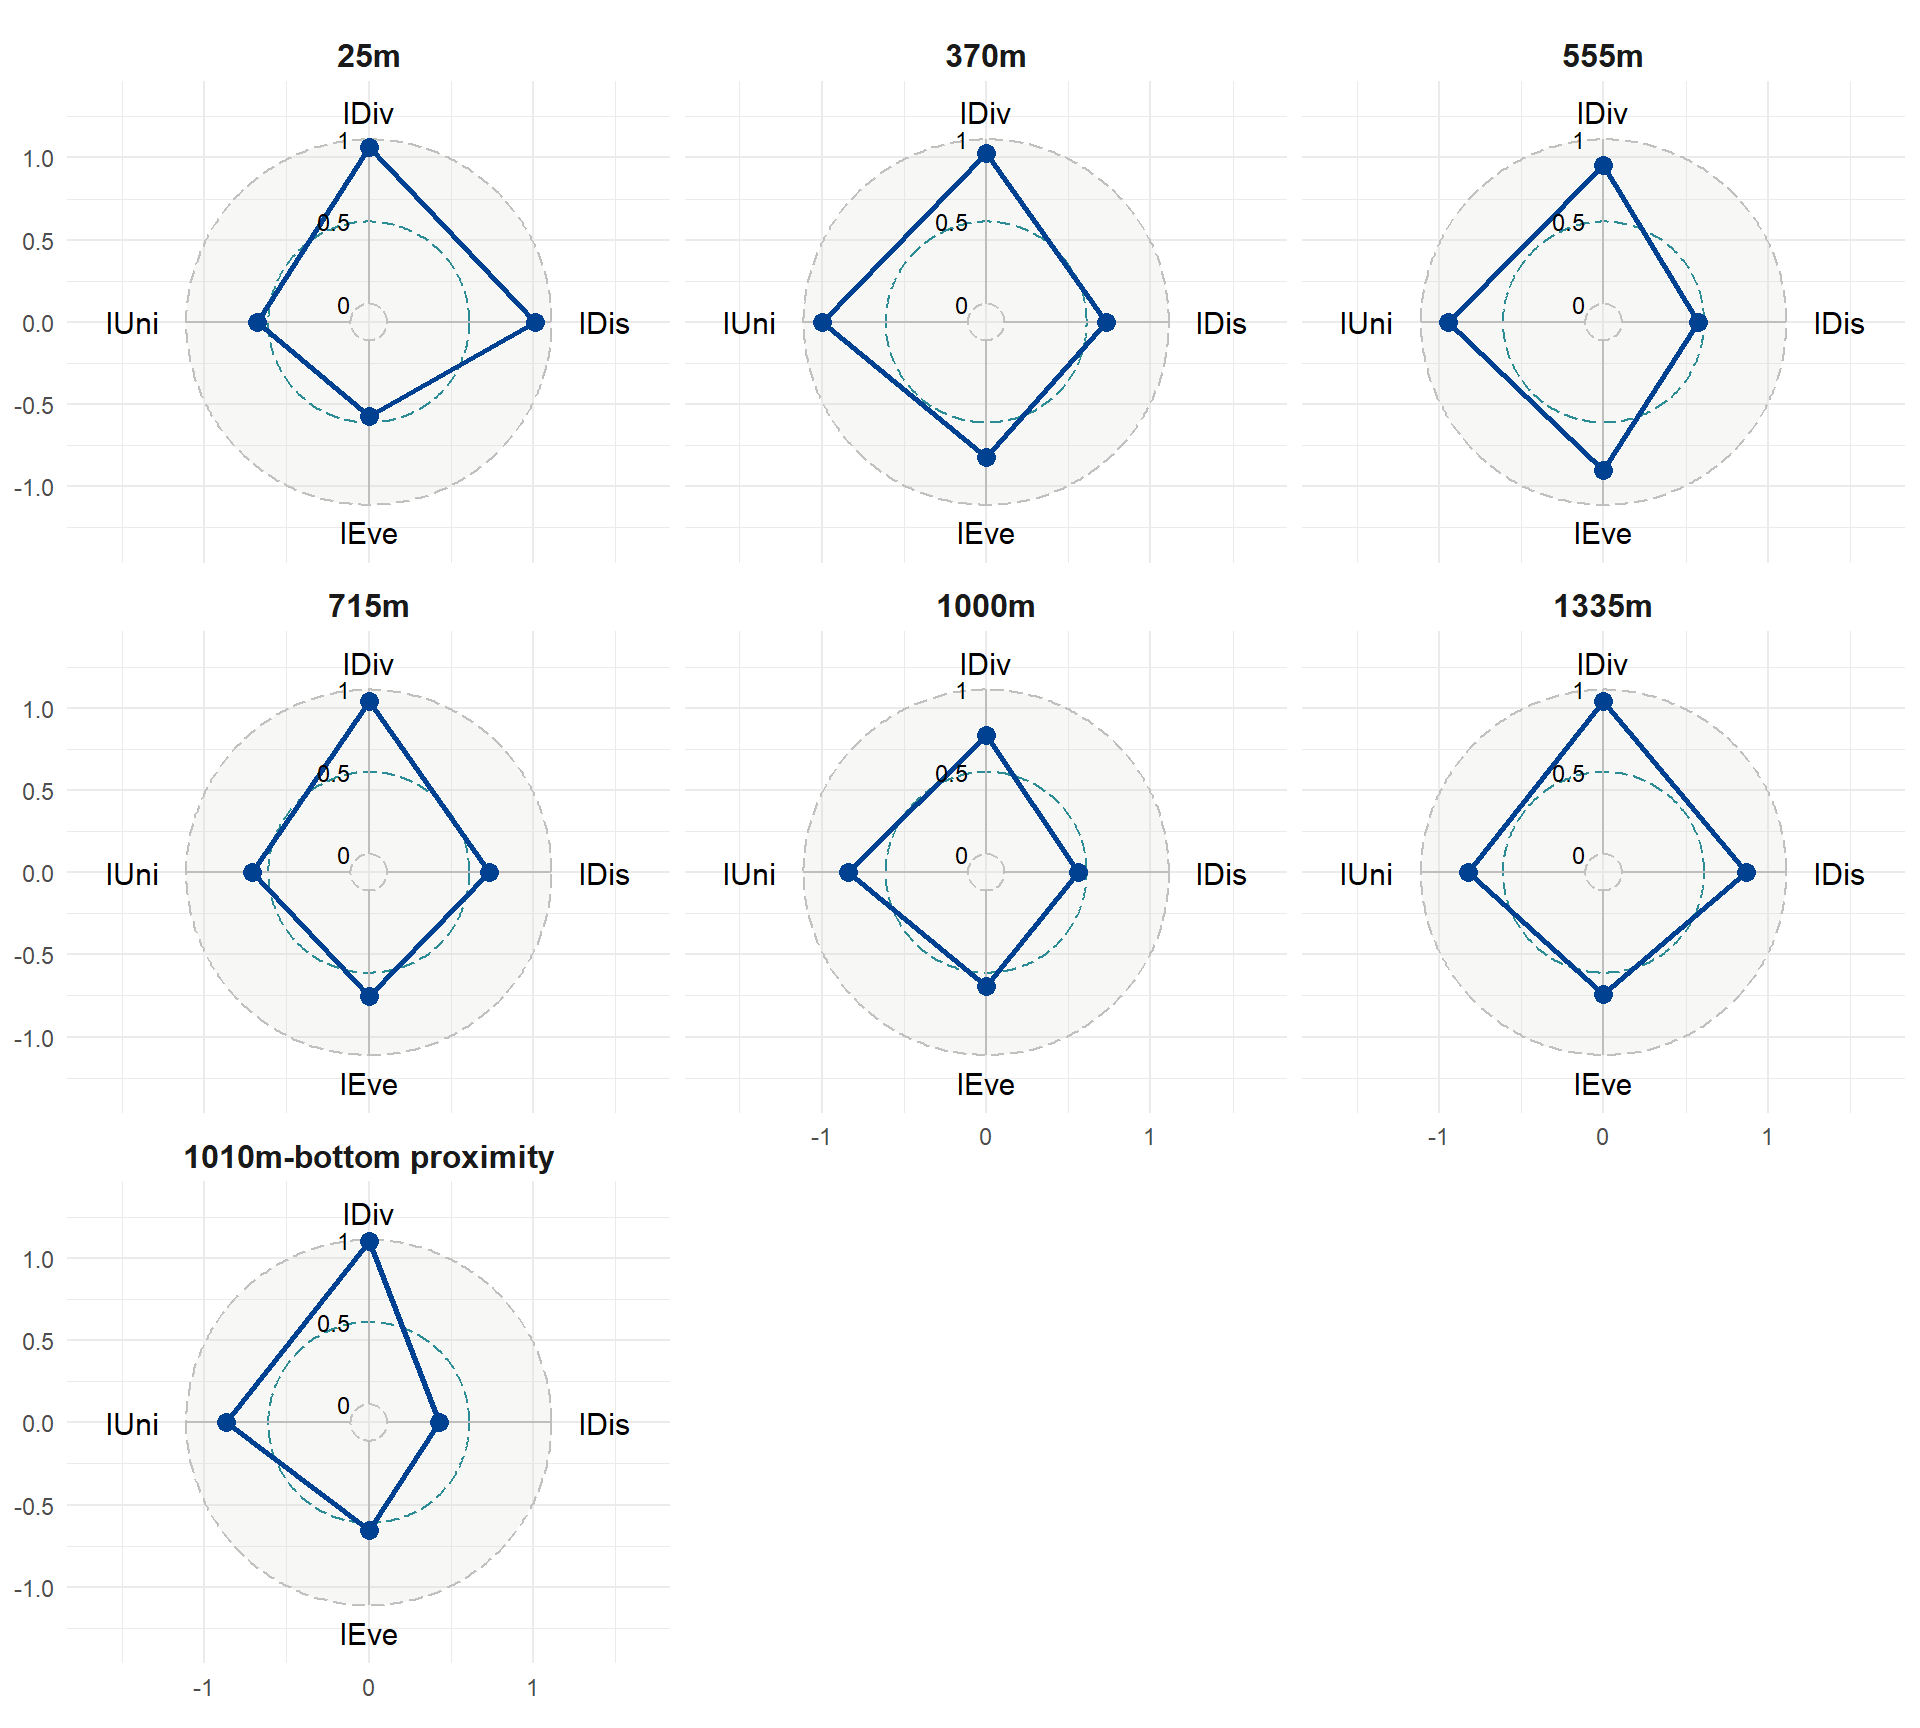 25m 370m 555m
IDiv IDiv IDiv
1 1 1
1.0
0.5 0.5 0.5
0.5
0 0 0
0.0 IUni IDis IUni IDis IUni IDis
-0.5
-1.0
IEve IEve IEve
715m 1000m 1335m
IDiv IDiv IDiv
1 1 1
1.0
0.5 0.5 0.5
0.5
0 0 0
0.0 IUni IDis IUni IDis IUni IDis
-0.5
-1.0
IEve IEve IEve
-1 0 1 -1 0 1
1010m-bottom proximity
IDiv
1
1.0
0.5
0.5
0
0.0 IUni IDis
-0.5
-1.0
IEve
-1 0 1